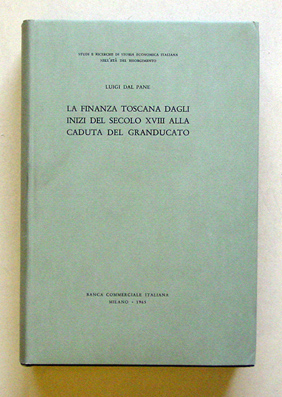 STUDI E RICERCHE DI STORIA ECONOMICA ITALIANA
NELL'ETÀ DEL RISORGIMENTO
LUIGI DAL PANE
LA FINANZA TOSCANA DAGLI
INIZI DEL SECOLO XVIII ALLA
CADUTA DEL GRANDUCATO
BANCA COMMERCIALE ITALIANA
MILANO - 1965